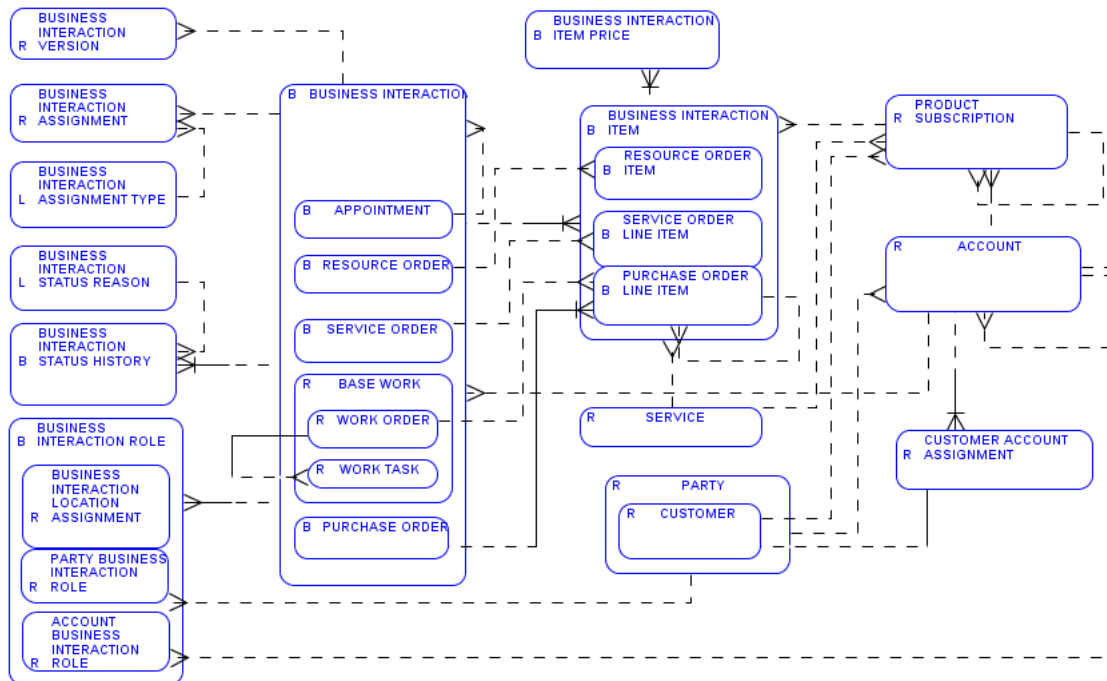 BUSINESS
INTERACTION
R VERSION
BUSINESS
INTERACTION
R ASSIGNMENT
BUSINESS
INTERACTION
L ASSIGNMENT TYPE
BUSINESS
INTERACTION
L STATUS REASON
BUSINESS
INTERACTION
B STATUS HISTORY
BUSINESS
B INTERACTION ROLE
BUSINESS
INTERACTION
LOCATION
R ASSIGNMENT
PARTY BUSINESS
INTERACTION
R ROLE
ACCOUNT
BUSINESS
INTERACTION
R ROLE
B BUSINESS INTERACTION
B APPOINTMENT
B RESOURCE ORDER
B SERVICE ORDER
R BASE WORK
R WORK ORDER
R WORK TASK
B PURCHASE ORDER
BUSINESS INTERACTION
B ITEM PRICE
BUSINESS INTERACTION
B ITEM
RESOURCE ORDER
B ITEM
SERVICE ORDER
B LINE ITEM
PURCHASE ORDER
B LINE ITEM
R SERVICE
R PARTY
R CUSTOMER
PRODUCT
R SUBSCRIPTION
R ACCOUNT
CUSTOMER ACCOUNT
R ASSIGNMENT